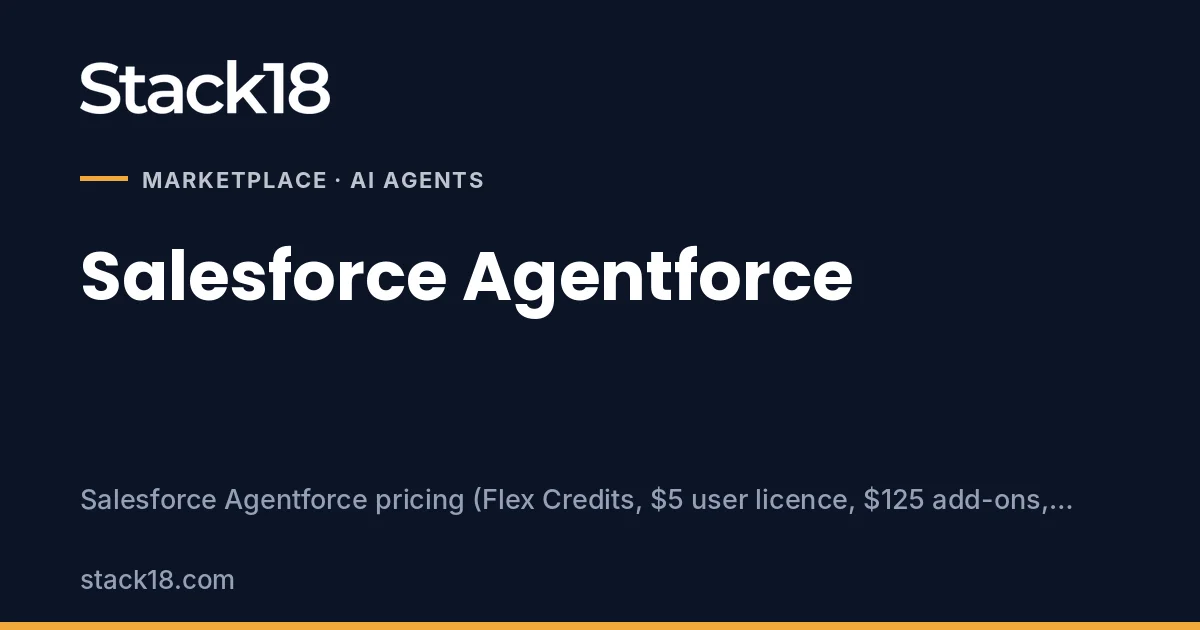 Stack18
MARKETPLACE · AI AGENTS
Salesforce Agentforce
Salesforce Agentforce pricing (Flex Credits, $5 user licence, $125 add-ons,...
stack18.com